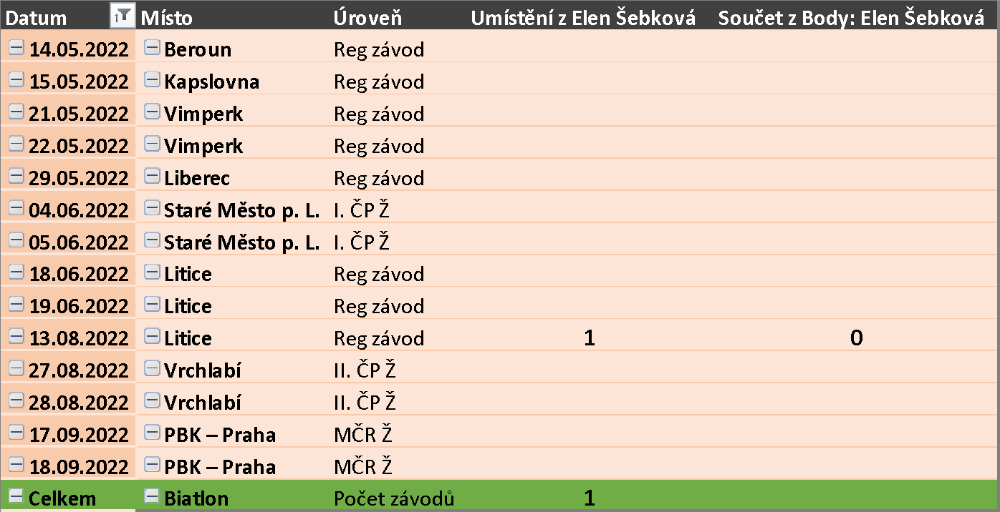 Datum Místo Úroveň Umístění z Elen Šebková Součet z Body: Elen Šebková
14.05.2022 Beroun Reg závod
15.05.2022 Kapslovna Reg závod
21.05.2022 Vimperk Reg závod
22.05.2022 Vimperk Reg závod
29.05.2022 Liberec Reg závod
04.06.2022 Staré Město p. L. I. ČP Ž
05.06.2022 Staré Město p. L. I. ČP Ž
18.06.2022 Litice Reg závod
19.06.2022 Litice Reg závod
13.08.2022 Litice Reg závod 1 0
27.08.2022 Vrchlabí II. ČP Ž
28.08.2022 Vrchlabí II. ČP Ž
17.09.2022 PBK – Praha MČR Ž
18.09.2022 PBK – Praha MČR Ž
Celkem Biatlon Počet závodů 1